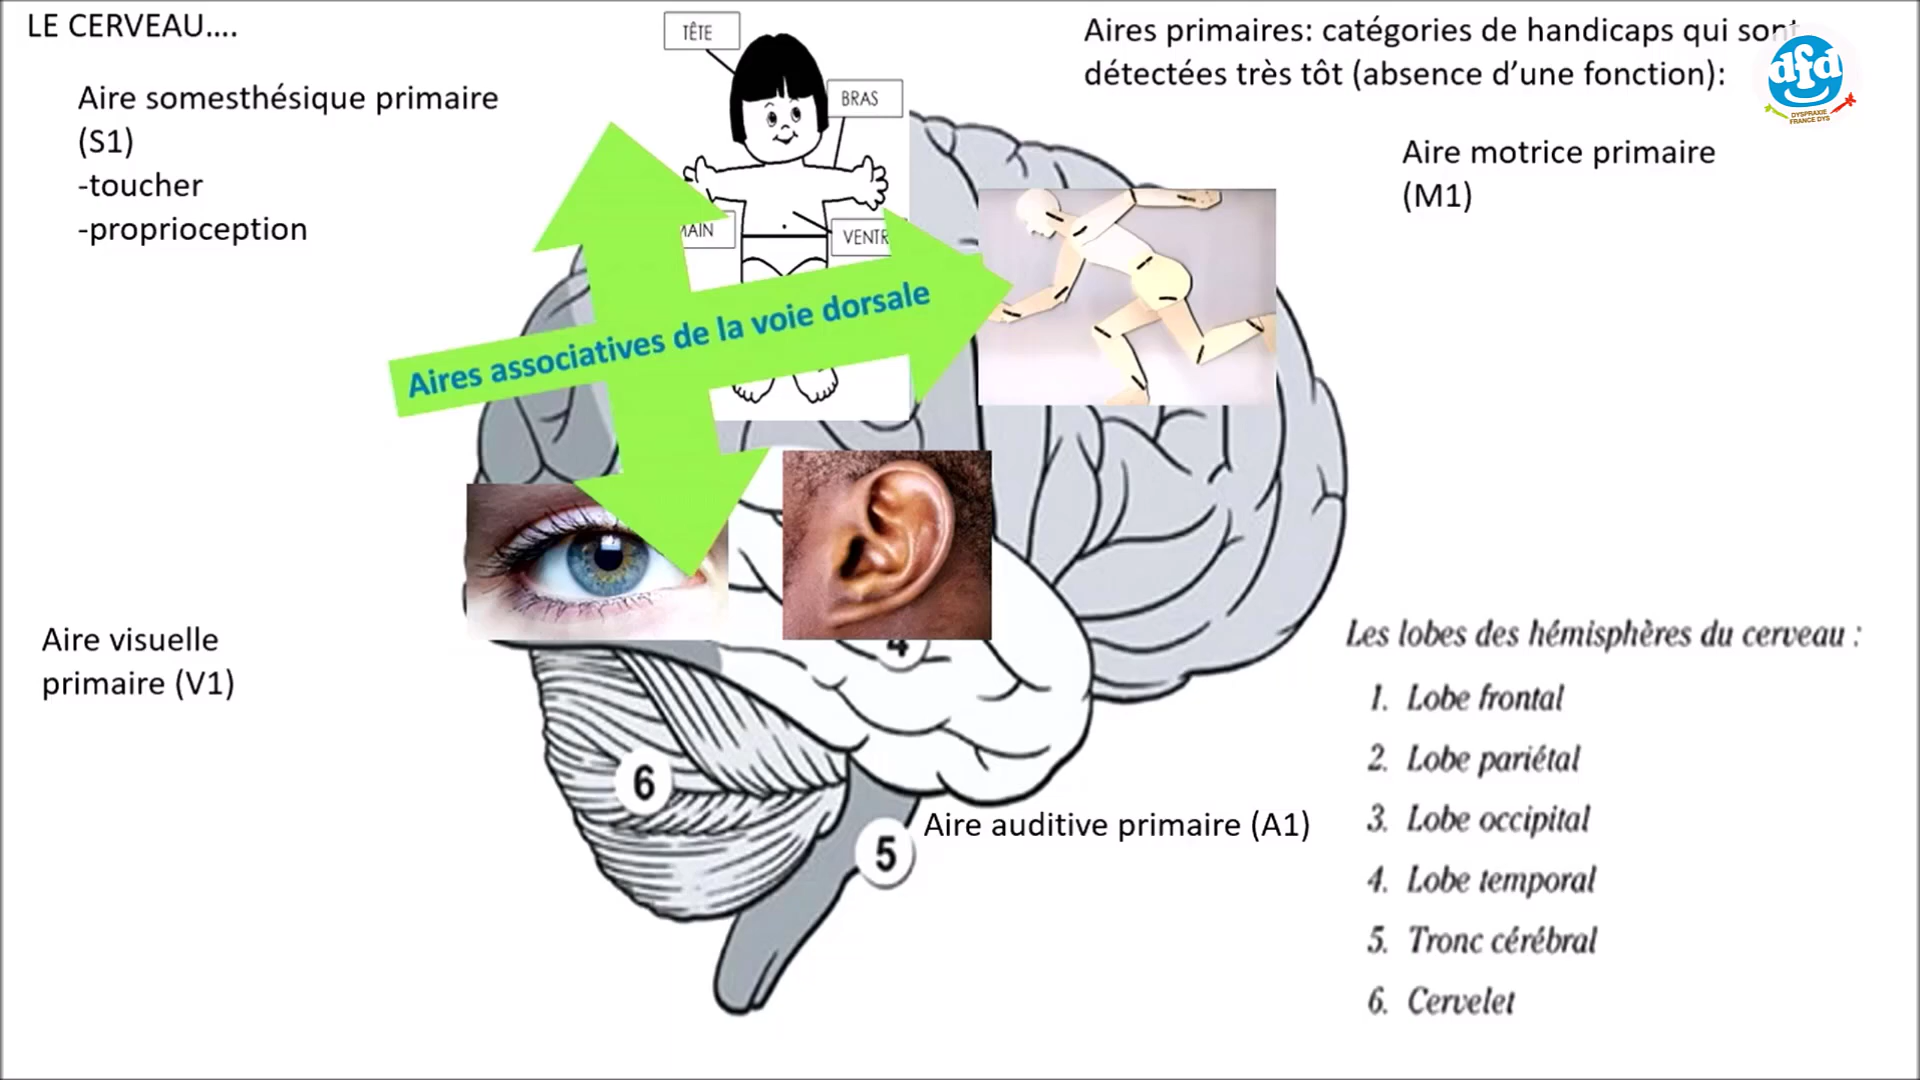 LE CERVEAU....
Aire somesthésique primaire
(S1)
-toucher
-proprioception
TÊTE
BRAS
MAIN
VENTR
Aires associatives de la voie dorsale
Aires primaires: catégories de handicaps qui sont
détectées très tôt (absence d'une fonction):
dfd
DYSPRAXIE
FRANCE DYS
Aire motrice primaire
(M1)
Aire visuelle
primaire (V1)
4
6
5
Aire auditive primaire (A1)
Les lobes des hémisphères du cerveau :
1. Lobe frontal
2. Lobe pariétal
3. Lobe occipital
4. Lobe temporal
5. Tronc cérébral
6. Cervelet